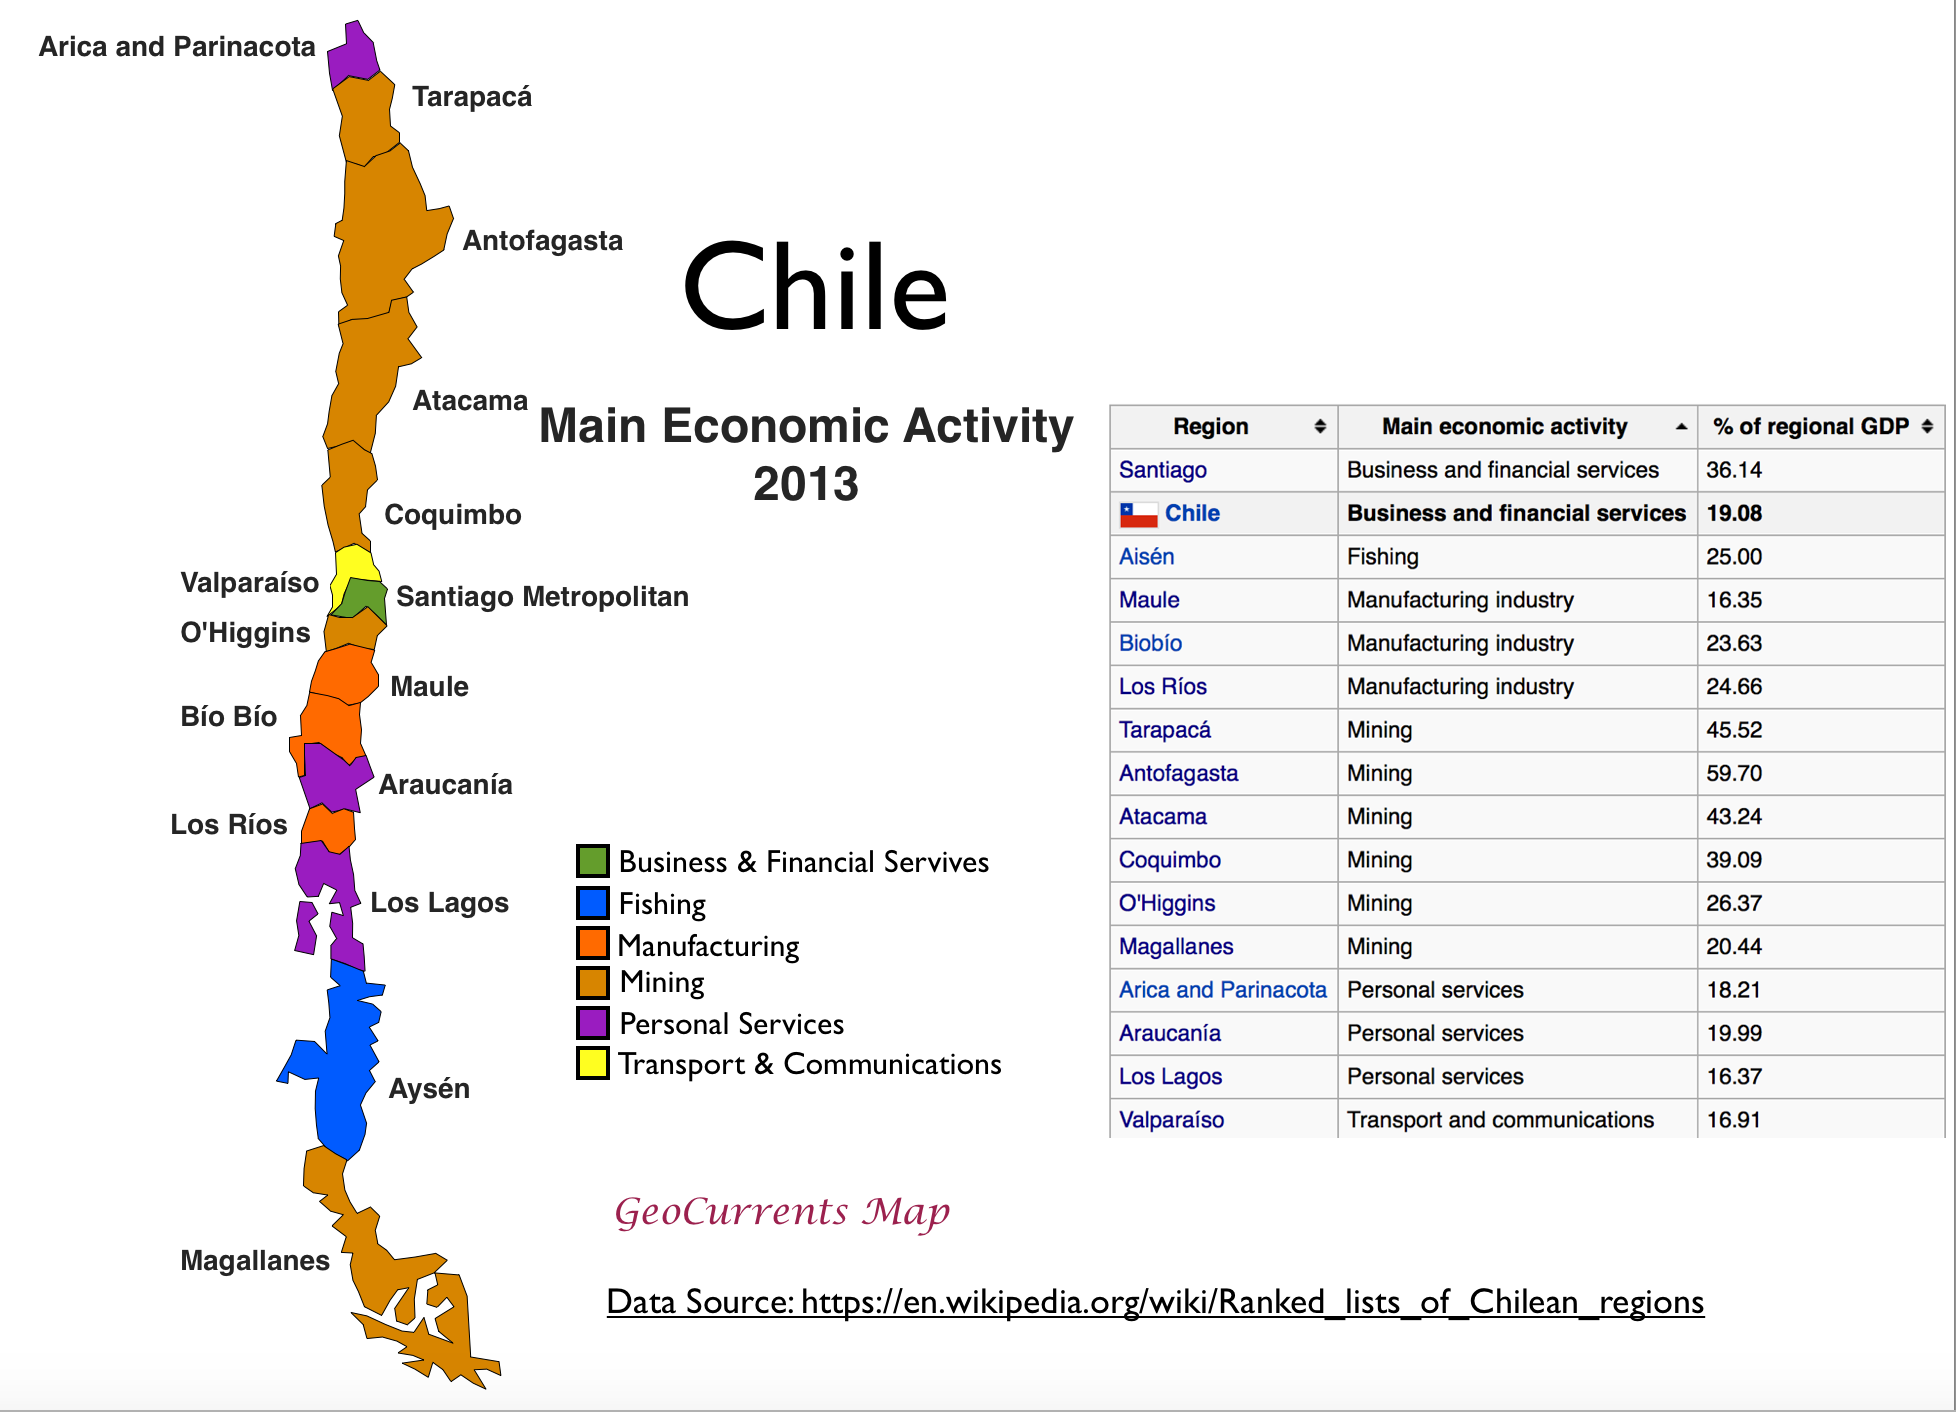 Arica and Parinacota
Tarapacá
Antofagasta
Chile
Atacama
Main Economic Activity
2013
Coquimbo
Valparaíso
Santiago Metropolitan
O'Higgins
Maule
Bío Bío
Araucanía
Los Ríos
Los Lagos
Aysén
Magallanes
Business & Financial Servives
Fishing
Manufacturing
Mining
Personal Services
Transport & Communications
Region Main economic activity % of regional GDP
Santiago Business and financial services 36.14
Chile Business and financial services 19.08
Aisén Fishing 25.00
Maule Manufacturing industry 16.35
Biobío Manufacturing industry 23.63
Los Ríos Manufacturing industry 24.66
Tarapacá Mining 45.52
Antofagasta Mining 59.70
Atacama Mining 43.24
Coquimbo Mining 39.09
O'Higgins Mining 26.37
Magallanes Mining 20.44
Arica and Parinacota Personal services 18.21
Araucanía Personal services 19.99
Los Lagos Personal services 16.37
Valparaíso Transport and communications 16.91
GeoCurrents Map
Data Source: https://en.wikipedia.org/wiki/Ranked_lists_of_Chilean_regions